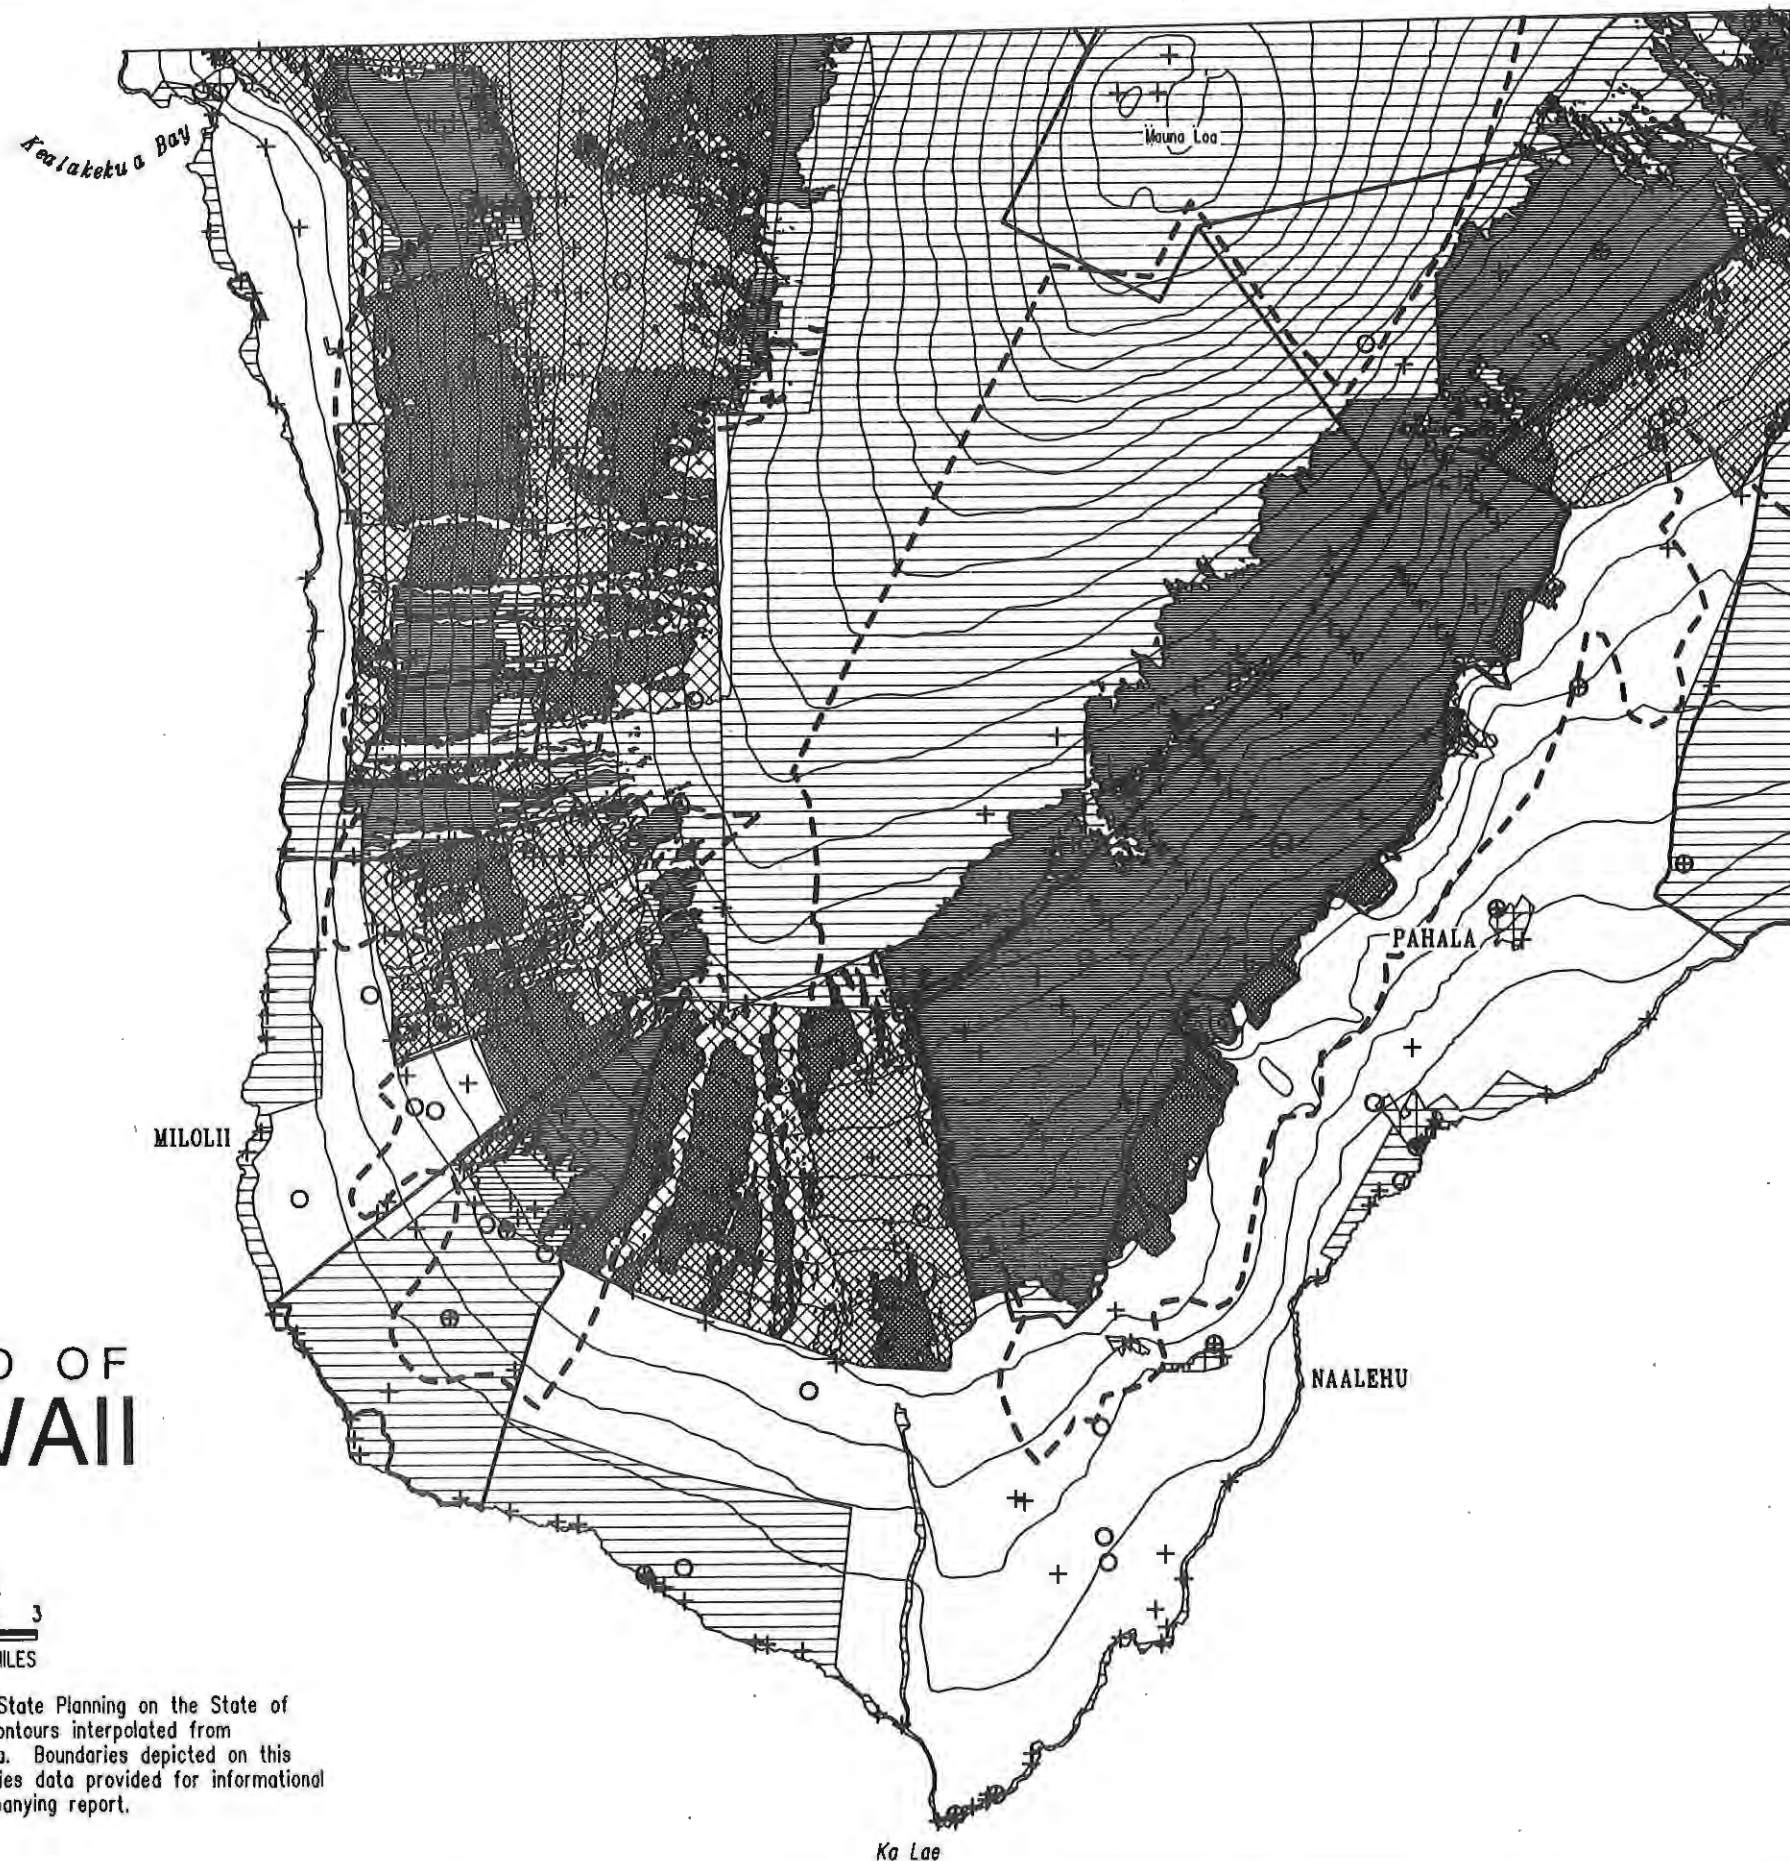 Kealakekua Bay
Mauna Loa
PAHALA
MILOLII
OF
NAALEHU
WAII
3
MILES
State Planning on the State of
ontours interpolated from
a. Boundaries depicted on this
ies data provided for informational
panying report.
Ka Lae